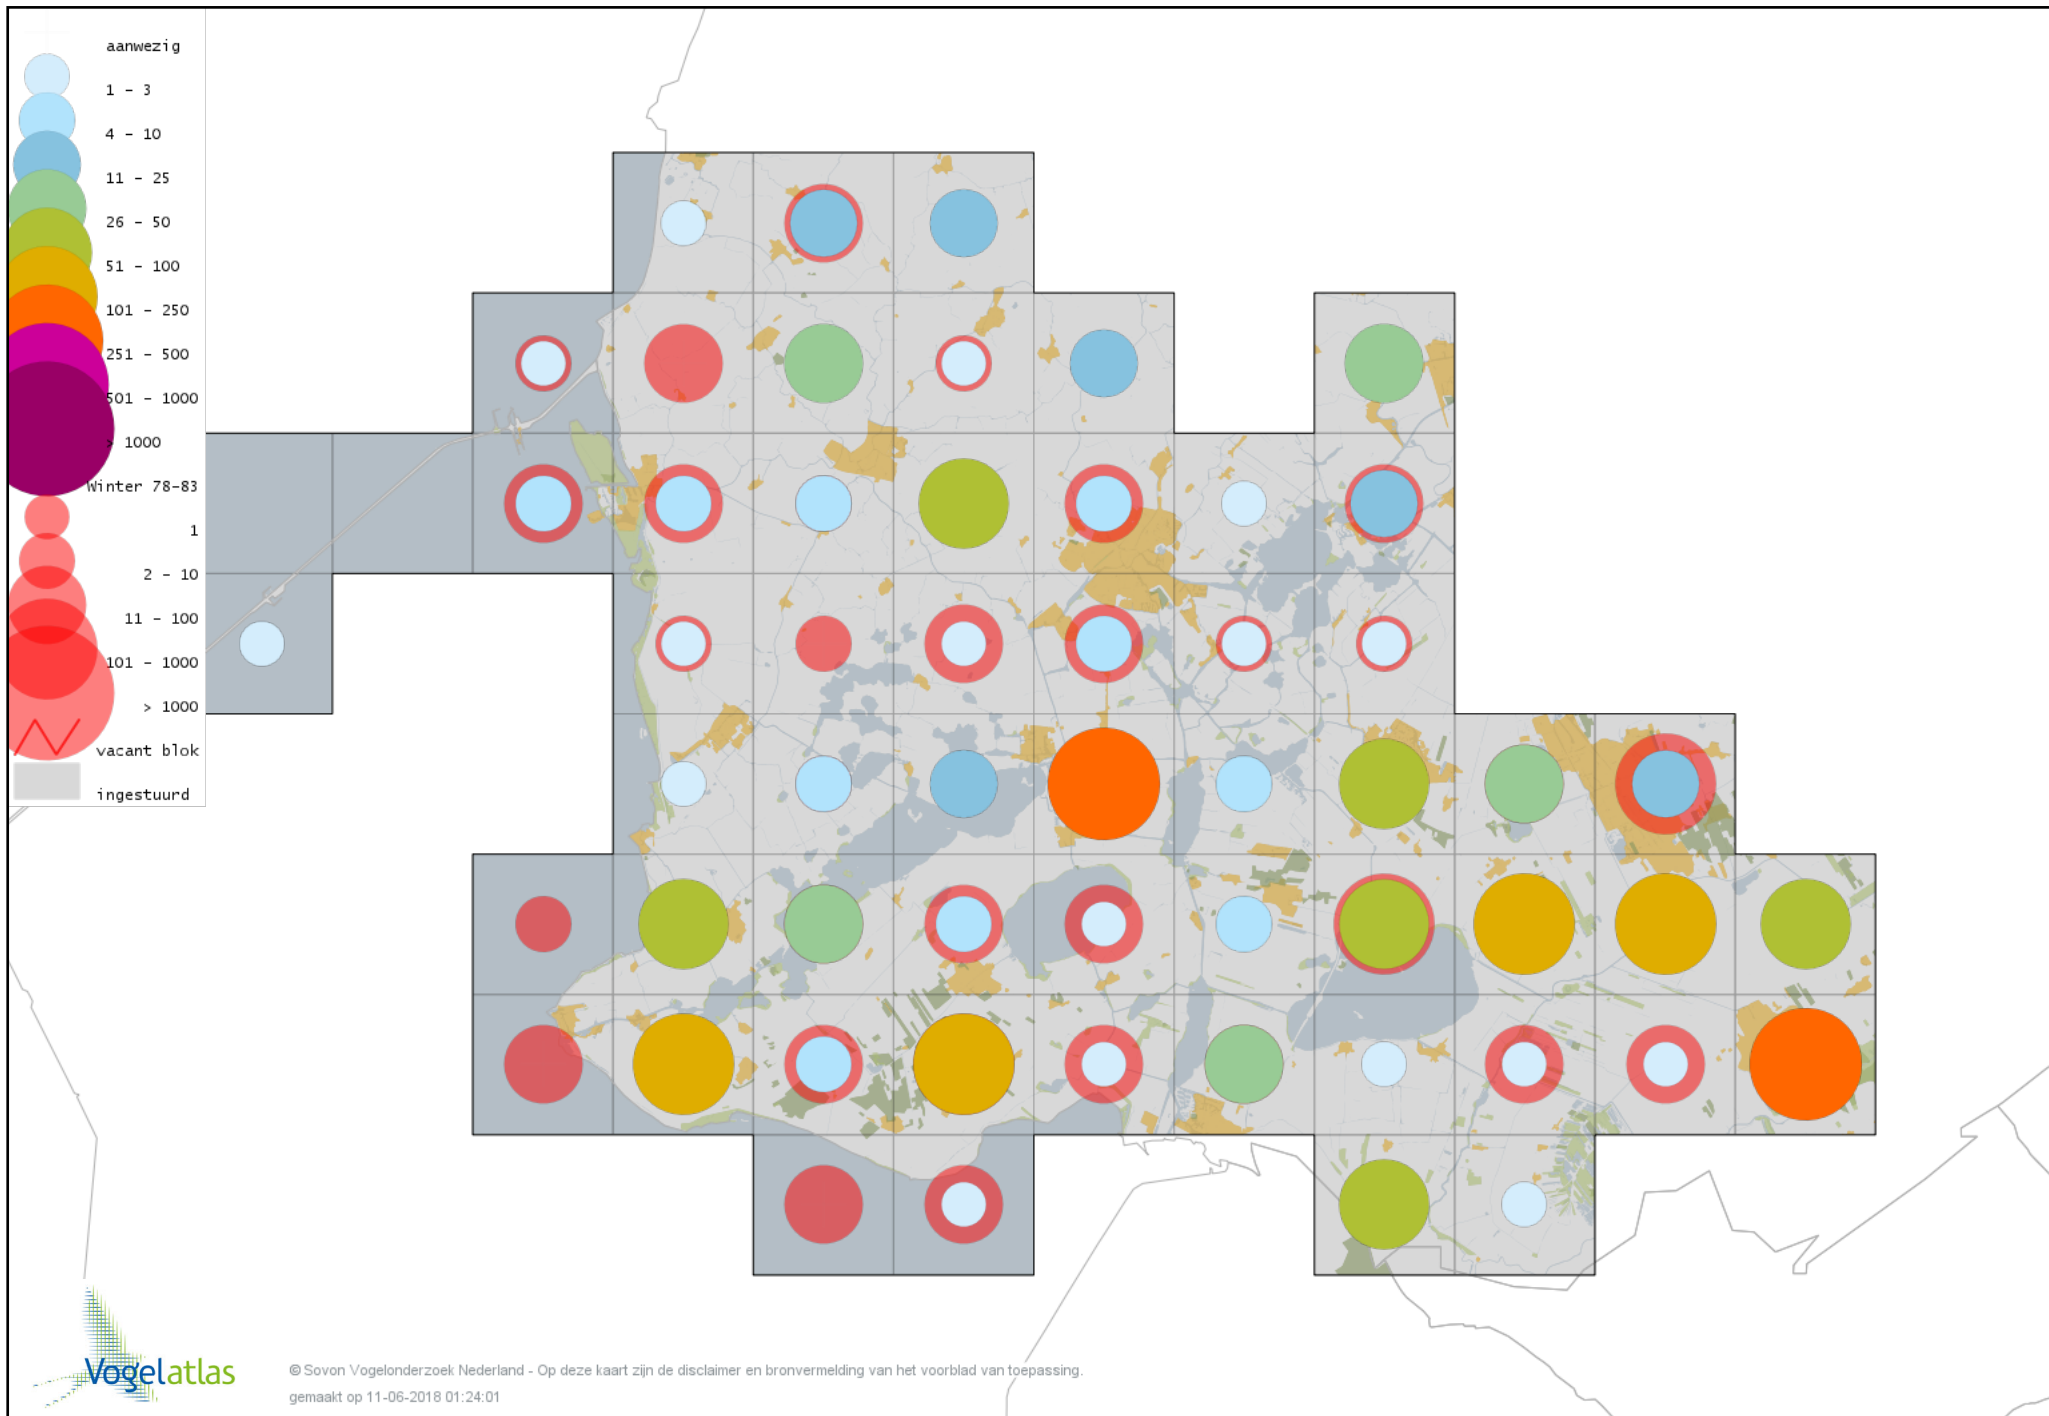 aanwezig
1 - 3
4 - 10
11 - 25
26 - 50
51 - 100
101 - 250
251 - 500
501 - 1000
> 1000
Winter 78-83
1
2 - 10
11 - 100
101 - 1000
> 1000
vacant blok
ingestuurd
Vogelatlas
© Sovon Vogelonderzoek Nederland - Op deze kaart zijn de disclaimer en bronvermelding van het voorblad van toepassing.
gemaakt op 11-06-2018 01:24:01